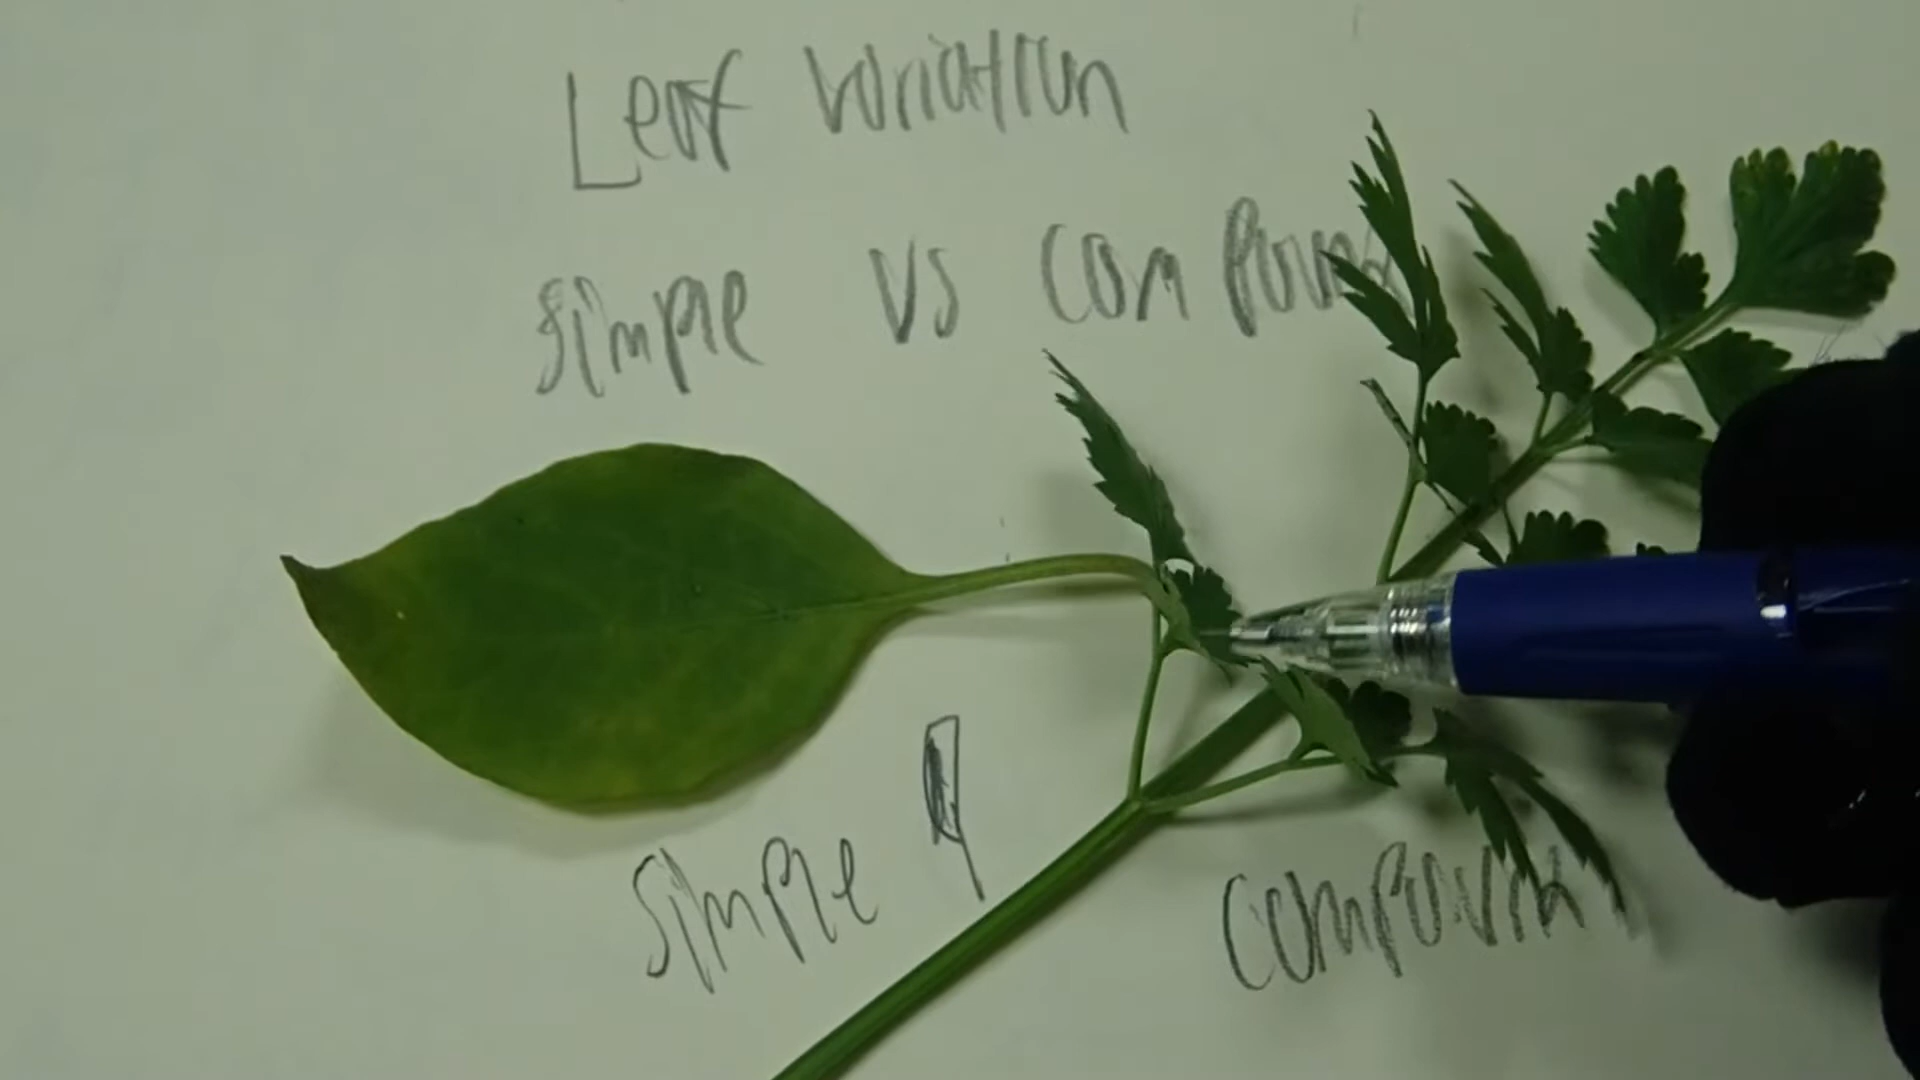 Leaf Variation
Simple VS Compound
Simple
Compound